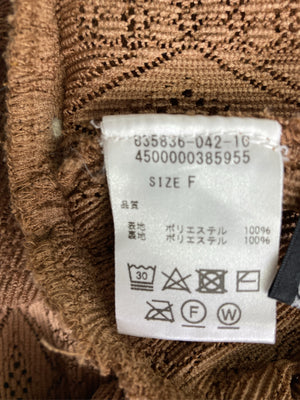 835836-042-10
4500000385955
SIZE F
品質
表地 ポリエステル 100%
裏地 ポリエステル 100%
30
F W